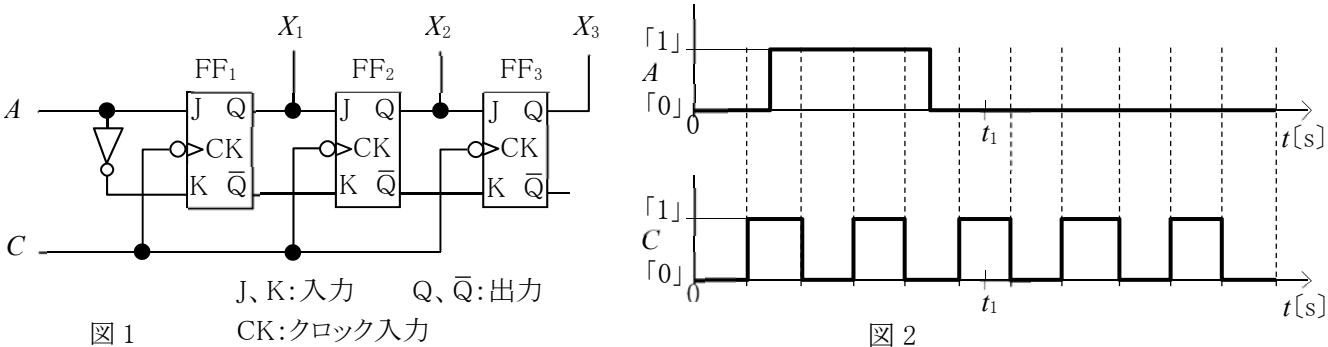 X₁ X₂ X₃
FF₁ FF₂ FF₃
A J Q J Q J Q
CK CK CK
K Q̅ K Q̅ K Q̅
C
J、K：入力 Q、Q̅：出力
CK：クロック入力
図1
「1」
A
「0」
0 t₁ t〔s〕
「1」
C
「0」
0 t₁ t〔s〕
図2